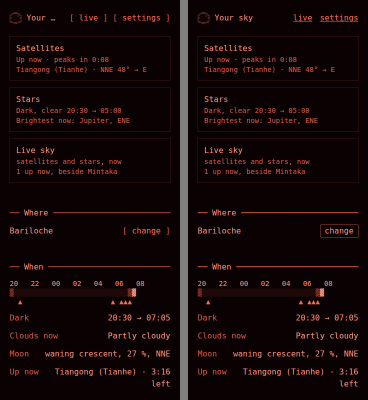 Your … [ live ] [ settings ]
Satellites
Up now · peaks in 0:08
Tiangong (Tianhe) · NNE 48° → E
Stars
Dark, clear 20:30 → 05:00
Brightest now: Jupiter, ENE
Live sky
satellites and stars, now
1 up now, beside Mintaka
Where
Bariloche [ change ]
When
20 22 00 02 04 06 08
Dark 20:30 → 07:05
Clouds now Partly cloudy
Moon waning crescent, 27 %, NNE
Up now Tiangong (Tianhe) · 3:16
left
Your sky live settings
Satellites
Up now · peaks in 0:08
Tiangong (Tianhe) · NNE 48° → E
Stars
Dark, clear 20:30 → 05:00
Brightest now: Jupiter, ENE
Live sky
satellites and stars, now
1 up now, beside Mintaka
Where
Bariloche change
When
20 22 00 02 04 06 08
Dark 20:30 → 07:05
Clouds now Partly cloudy
Moon waning crescent, 27 %, NNE
Up now Tiangong (Tianhe) · 3:16
left